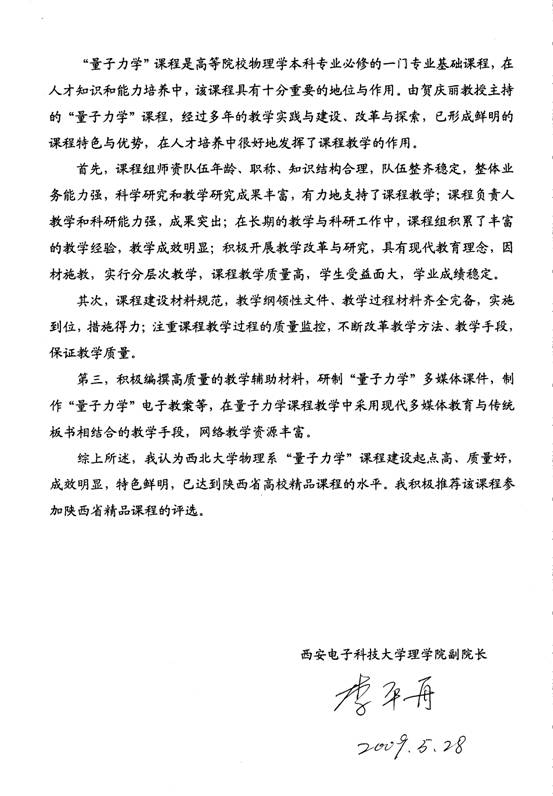 “量子力学”课程是高等院校物理学本科专业必修的一门专业基础课程，在
人才知识和能力培养中，该课程具有十分重要的地位与作用。由贺庆丽教授主持
的“量子力学”课程，经过多年的教学实践与建设、改革与探索，已形成鲜明的
课程特色与优势，在人才培养中很好地发挥了课程教学的作用。
首先，课程组师资队伍年龄、职称、知识结构合理，队伍整齐稳定，整体业
务能力强，科学研究和教学研究成果丰富，有力地支持了课程教学；课程负责人
教学和科研能力强，成果突出；在长期的教学与科研工作中，课程组积累了丰富
的教学经验，教学成效明显；积极开展教学改革与研究，具有现代教育理念，因
材施教，实行分层次教学，课程教学质量高，学生受益面大，学业成绩稳定。
其次，课程建设材料规范，教学纲领性文件、教学过程材料齐全完备，实施
到位，措施得力；注重课程教学过程的质量监控，不断改革教学方法、教学手段，
保证教学质量。
第三，积极编撰高质量的教学辅助材料，研制“量子力学”多媒体课件，制
作“量子力学”电子教案等，在量子力学课程教学中采用现代多媒体教育与传统
板书相结合的教学手段，网络教学资源丰富。
综上所述，我认为西北大学物理系“量子力学”课程建设起点高、质量好，
成效明显，特色鲜明，已达到陕西省高校精品课程的水平。我积极推荐该课程参
加陕西省精品课程的评选。
西安电子科技大学理学院副院长
李平舟
2009.5.28